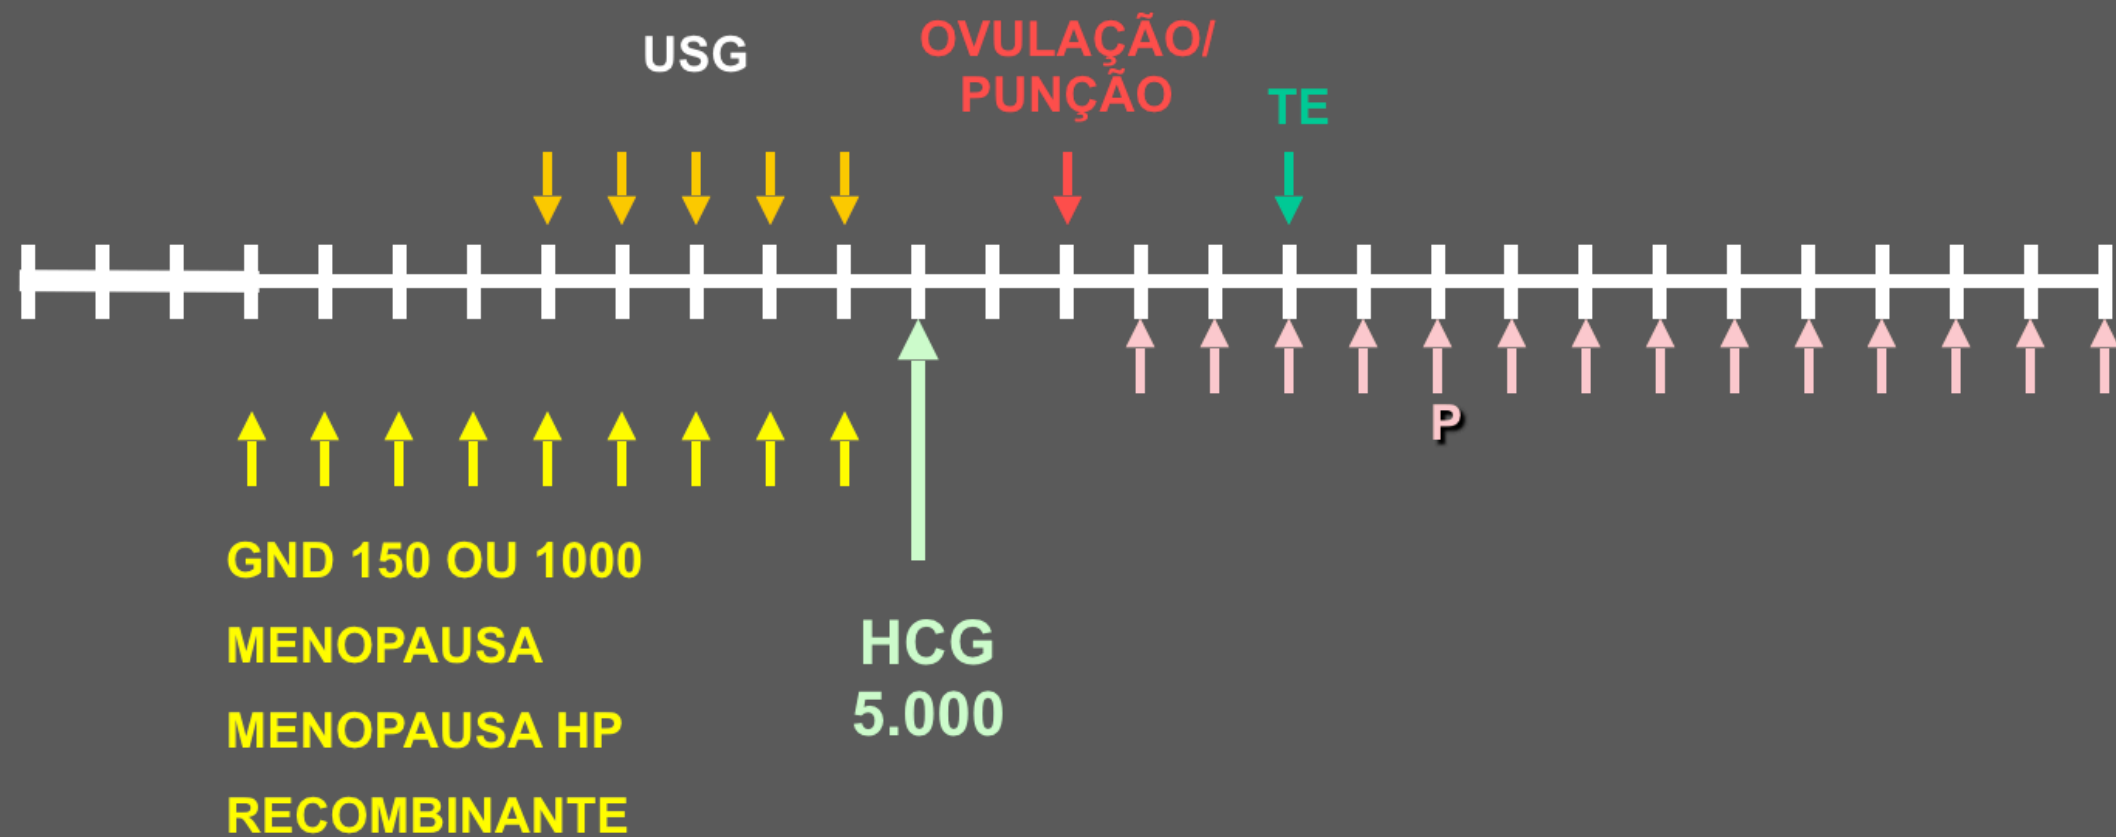 USG
OVULAÇÃO/
PUNÇÃO
TE
P
GND 150 OU 1000
MENOPAUSA
MENOPAUSA HP
RECOMBINANTE
HCG
5.000